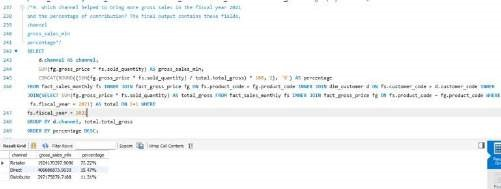 237 /*9. Which channel helped to bring more gross sales in the fiscal year 2021
238 and the percentage of contribution? The final output contains these fields,
239 channel
240 gross_sales_mln
241 percentage*/
242 SELECT
243 d.channel AS channel,
244 SUM(fg.gross_price * fs.sold_quantity) AS gross_sales_mln,
245 CONCAT(ROUND((SUM(fg.gross_price * fs.sold_quantity) / total.total_gross) * 100, 2), '%') AS percentage
246 FROM fact_sales_monthly fs INNER JOIN fact_gross_price fg ON fs.product_code = fg.product_code INNER JOIN dim_customer d ON fs.customer_code = d.customer_code INNER
JOIN(SELECT SUM(fg.gross_price * fs.sold_quantity) AS total_gross FROM fact_sales_monthly fs INNER JOIN fact_gross_price fg ON fs.product_code = fg.product_code WHERE
fs.fiscal_year = 2021) AS total ON 1=1 WHERE
247 fs.fiscal_year = 2021
248 GROUP BY d.channel, total.total_gross
249 ORDER BY percentage DESC;
Result Grid Filter Rows: Export: Wrap Cell Content:
channel gross_sales_mln percentage
Retailer 73.22%
Direct 15.47%
Distributor 11.31%